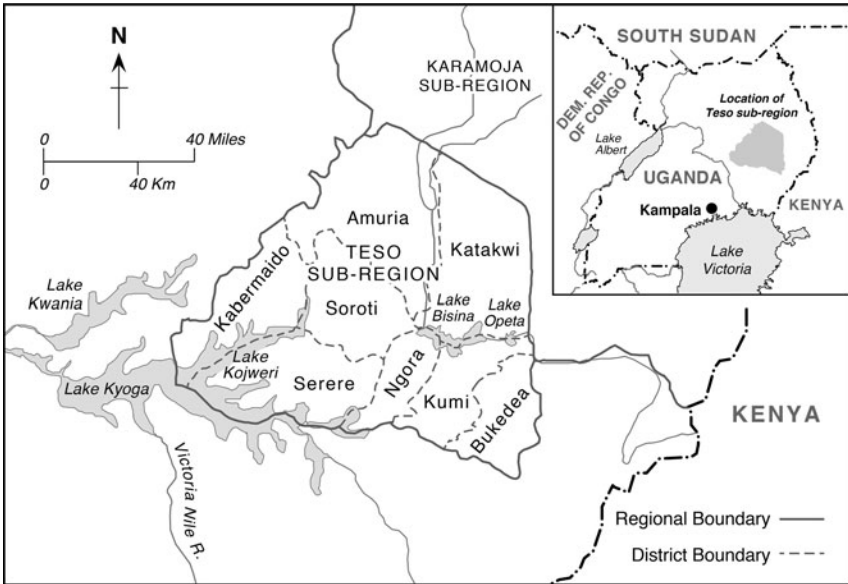 N
40 Miles
0
0
40 Km
KARAMOJA
SUB-REGION
Amuria
TESO
SUB-REGION
Katakwi
Kabermaido
Soroti
Lake
Kwania
Lake
Bisina
Lake
Opeta
Lake
Kojweri
Lake Kyoga
Serere
Ngora
Kumi
Bukedea
Victoria Nile R.
KENYA
Regional Boundary
District Boundary
SOUTH SUDAN
DEM. REP.
OF CONGO
Location of
Teso sub-region
Lake
Albert
UGANDA
Kampala
KENYA
Lake
Victoria